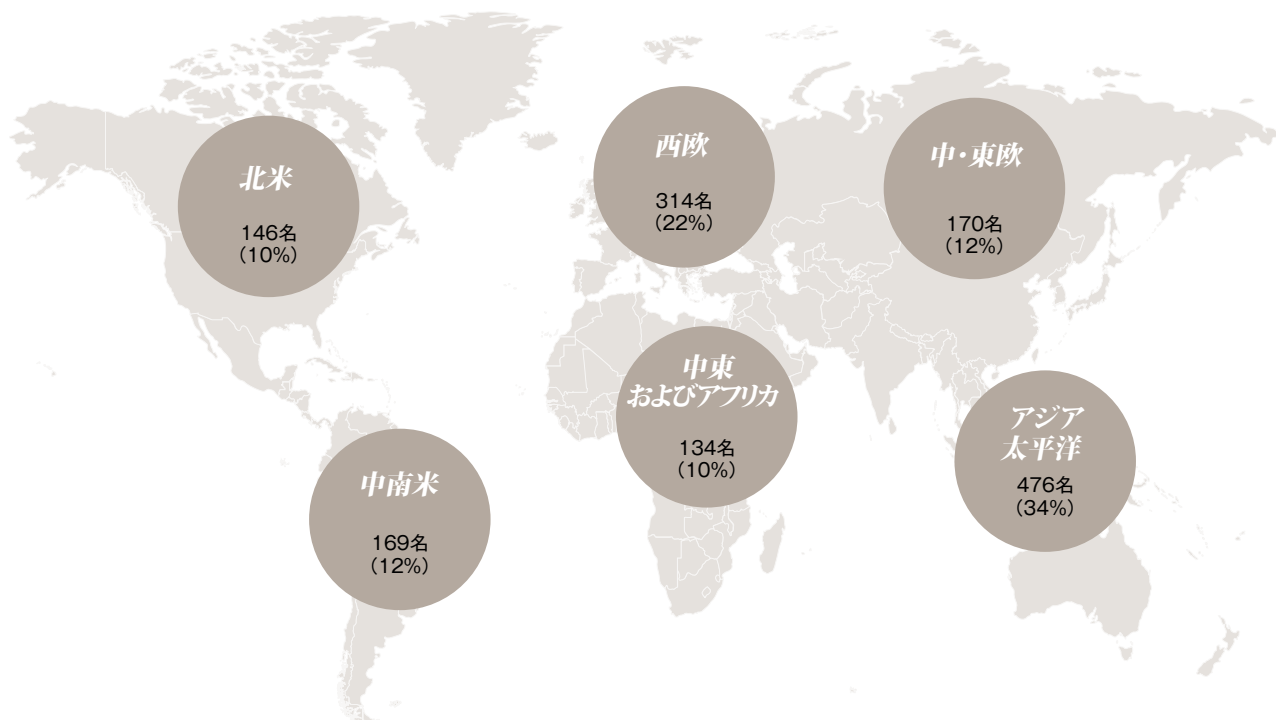 北米
146名
(10%)
西欧
314名
(22%)
中・東欧
170名
(12%)
中東
およびアフリカ
134名
(10%)
アジア
太平洋
476名
(34%)
中南米
169名
(12%)